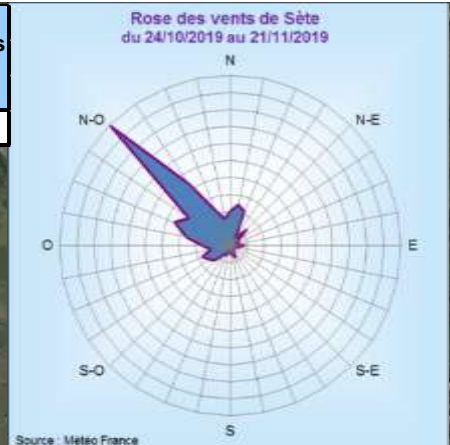 s
Rose des vents de Sète
du 24/10/2019 au 21/11/2019
N
N-O
N-E
O
E
S-O
S-E
S
Source : Météo France